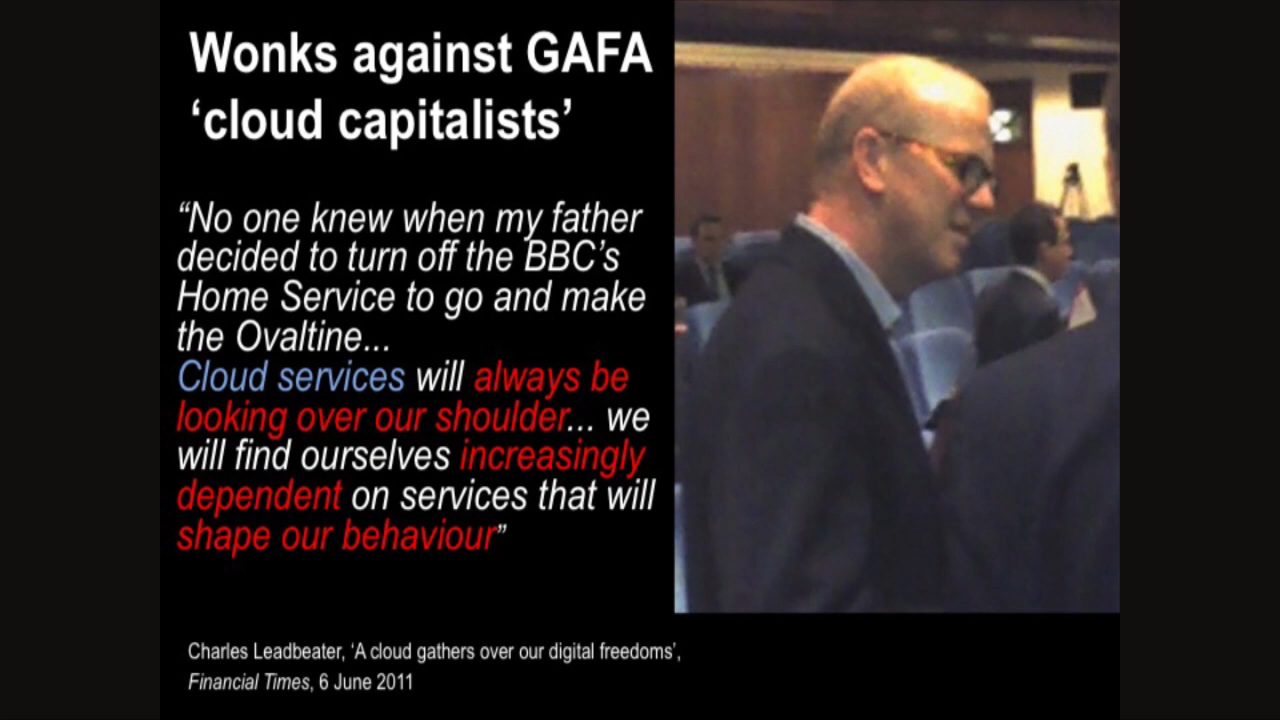 Wonks against GAFA
‘cloud capitalists’
“No one knew when my father
decided to turn off the BBC’s
Home Service to go and make
the Ovaltine...
Cloud services will always be
looking over our shoulder... we
will find ourselves increasingly
dependent on services that will
shape our behaviour”
Charles Leadbeater, ‘A cloud gathers over our digital freedoms’,
Financial Times, 6 June 2011